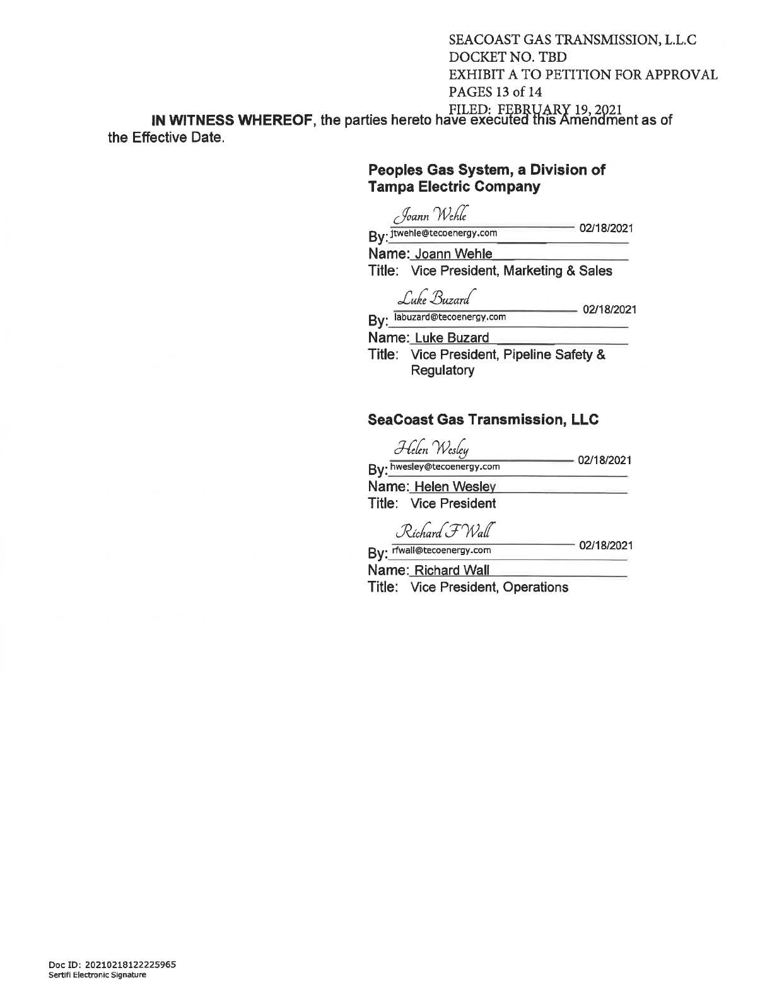 SEACOAST GAS TRANSMISSION, L.L.C
DOCKET NO. TBD
EXHIBIT A TO PETITION FOR APPROVAL
PAGES 13 of 14
FILED: FEBRUARY 19, 2021
IN WITNESS WHEREOF, the parties hereto have executed this Amendment as of
the Effective Date.
Peoples Gas System, a Division of
Tampa Electric Company
Joann Wehle
02/18/2021
By: jtwehle@tecoenergy.com
Name: Joann Wehle
Title: Vice President, Marketing & Sales
Luke Buzard
02/18/2021
By: labuzard@tecoenergy.com
Name: Luke Buzard
Title: Vice President, Pipeline Safety &
Regulatory
SeaCoast Gas Transmission, LLC
Helen Wesley
02/18/2021
By: hwesley@tecoenergy.com
Name: Helen Wesley
Title: Vice President
Richard F Wall
02/18/2021
By: rfwall@tecoenergy.com
Name: Richard Wall
Title: Vice President, Operations
Doc ID: 20210218122225965
Sertifi Electronic Signature